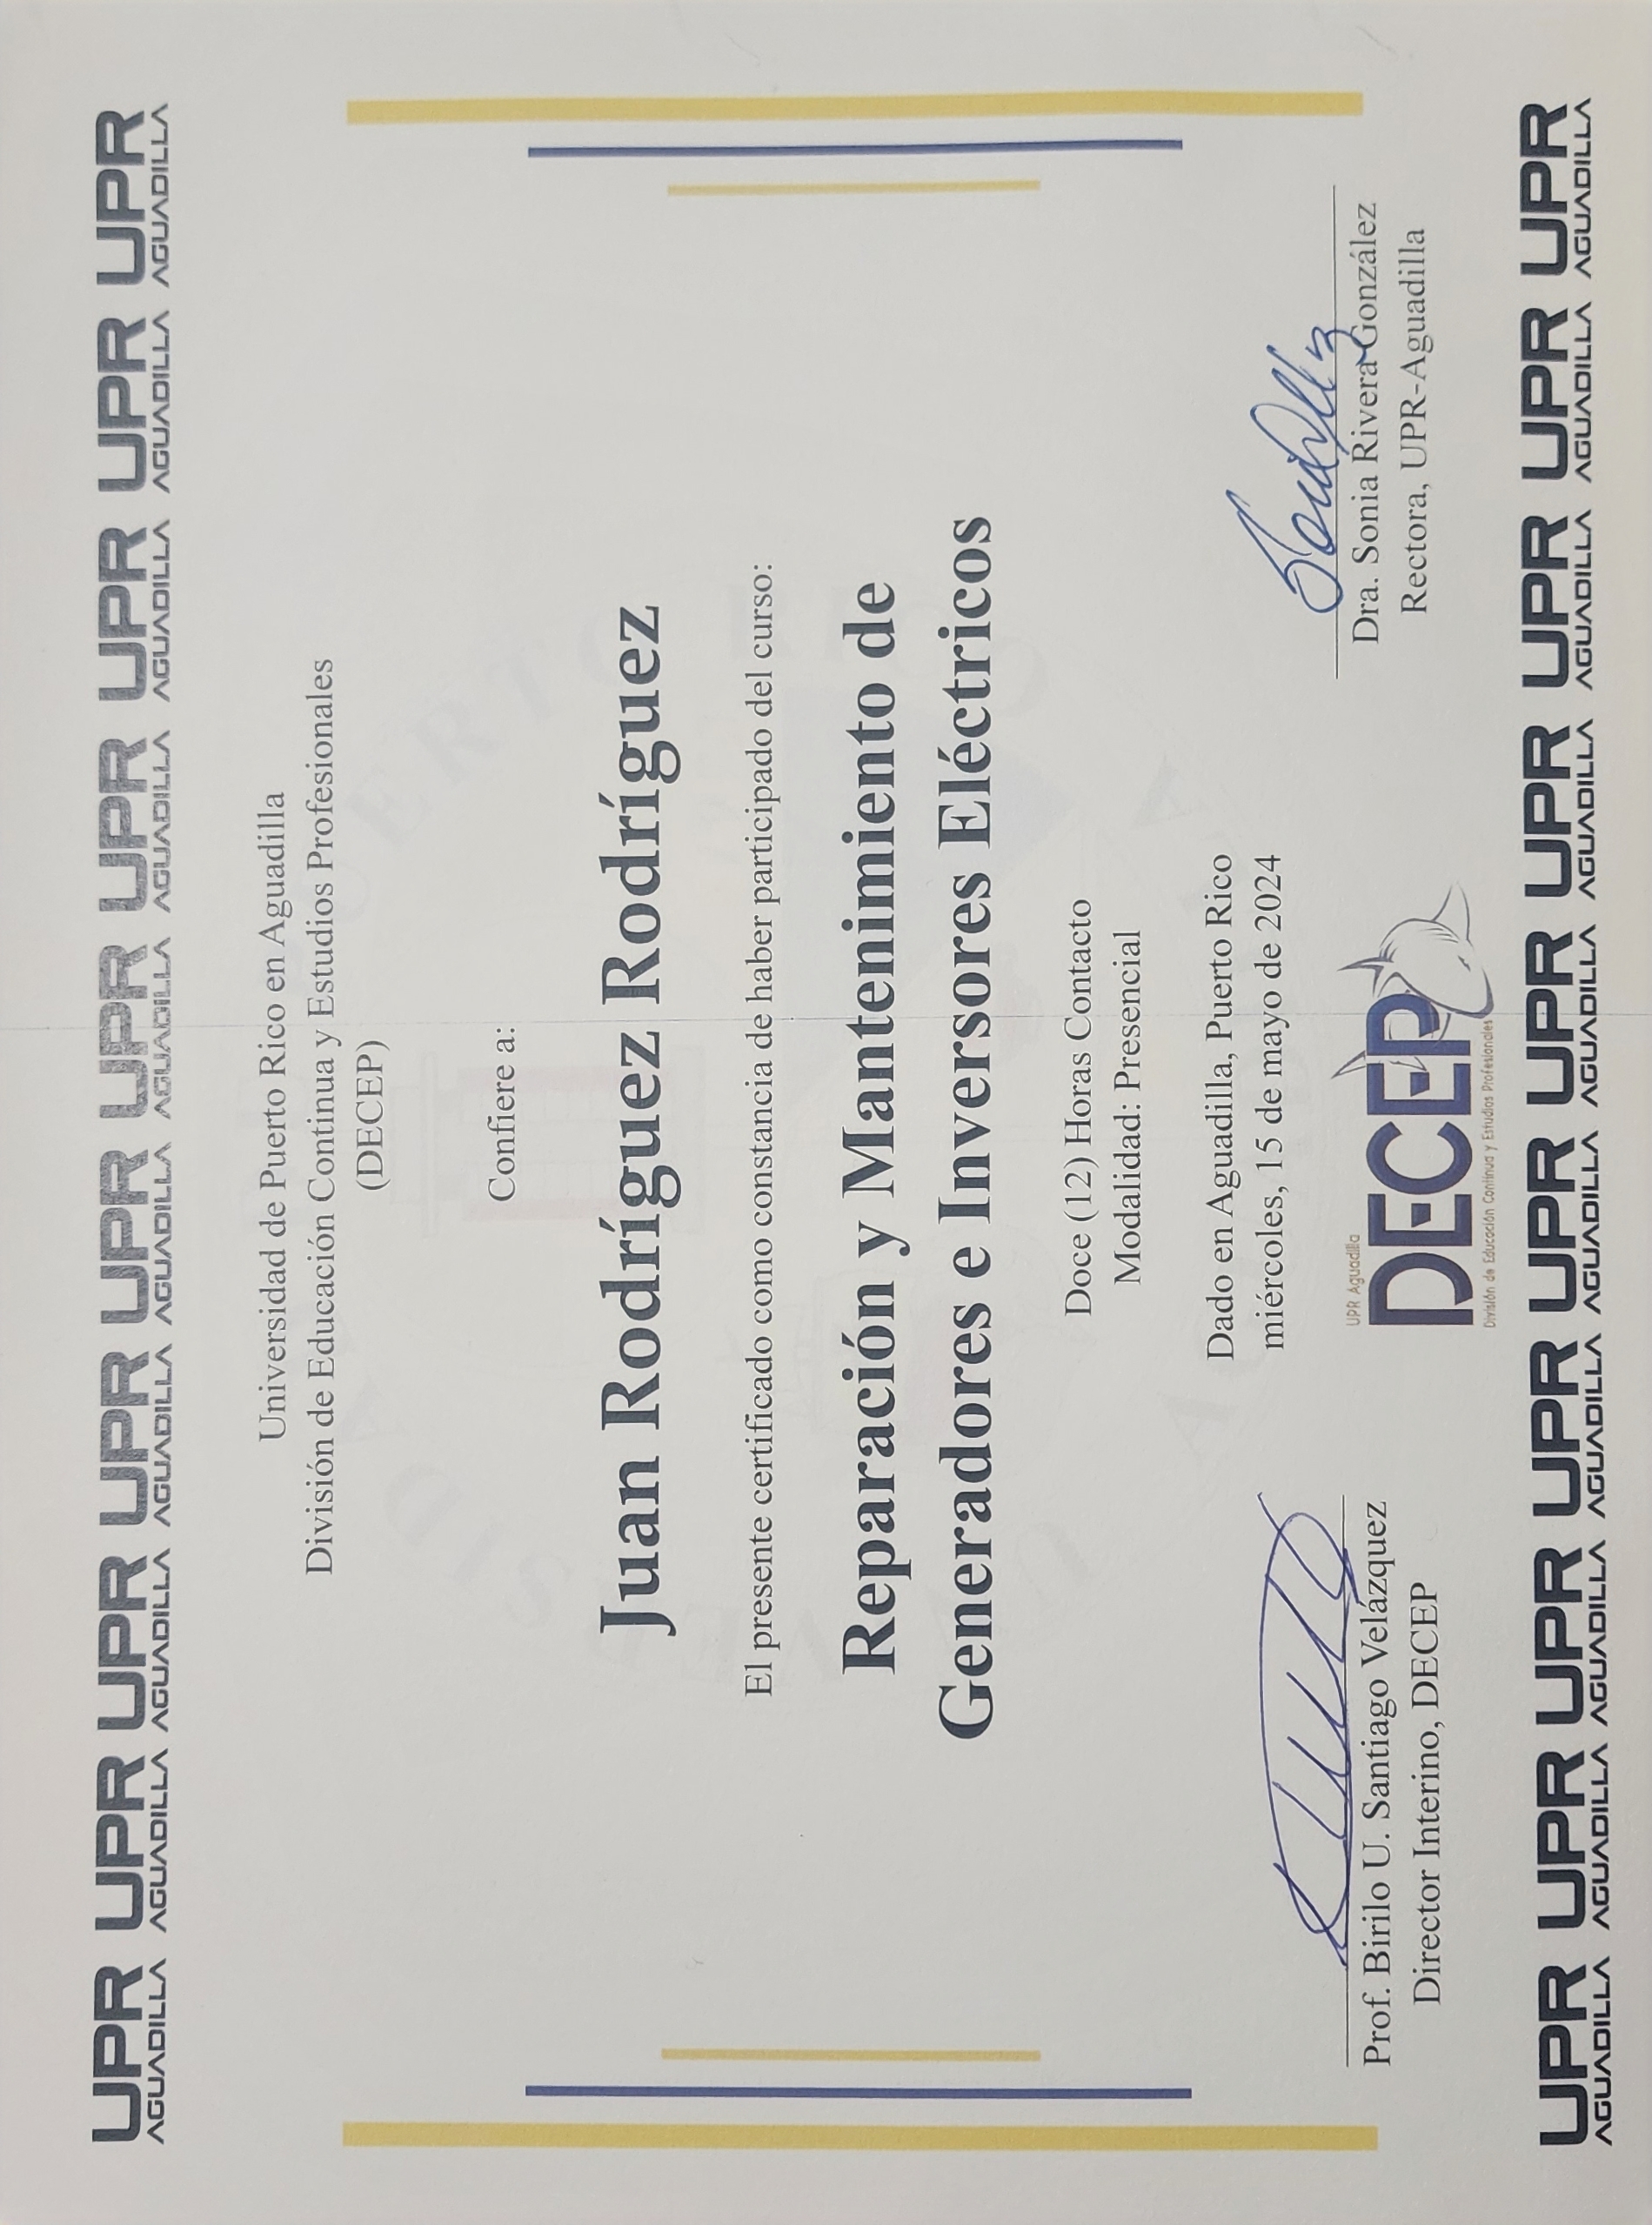 UPR UPR UPR UPR UPR UPR UPR UPR UPR UPR
AGUADILLA AGUADILLA AGUADILLA AGUADILLA AGUADILLA AGUADILLA AGUADILLA AGUADILLA AGUADILLA AGUADILLA
Universidad de Puerto Rico en Aguadilla
División de Educación Continua y Estudios Profesionales
(DECEP)
Confiere a:
Juan Rodríguez Rodríguez
El presente certificado como constancia de haber participado del curso:
Reparación y Mantenimiento de
Generadores e Inversores Eléctricos
Doce (12) Horas Contacto
Modalidad: Presencial
Dado en Aguadilla, Puerto Rico
miércoles, 15 de mayo de 2024
Prof. Birilo U. Santiago Velázquez
Director Interino, DECEP
UPR Aguadilla
DECEP
División de Educación Continua y Estudios Profesionales
Dra. Sonia Rivera González
Rectora, UPR-Aguadilla
UPR UPR UPR UPR UPR UPR UPR UPR UPR UPR
AGUADILLA AGUADILLA AGUADILLA AGUADILLA AGUADILLA AGUADILLA AGUADILLA AGUADILLA AGUADILLA AGUADILLA